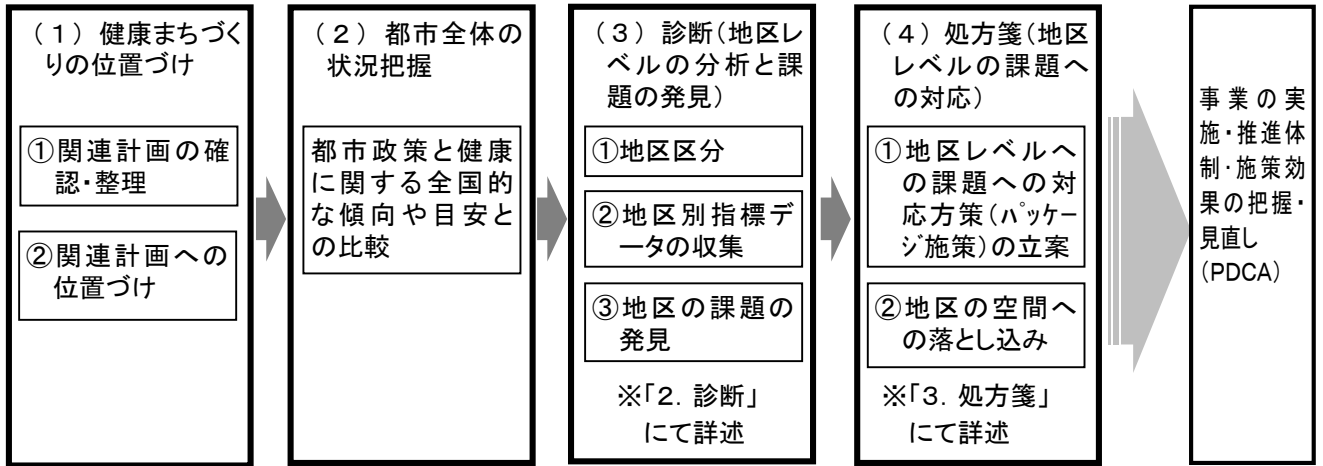 （１）健康まちづく
りの位置づけ
①関連計画の確
認・整理
②関連計画への
位置づけ
（２）都市全体の
状況把握
都市政策と健康
に関する全国的
な傾向や目安と
の比較
（３）診断（地区レ
ベルの分析と課
題の発見）
①地区区分
②地区別指標デ
ータの収集
③地区の課題の
発見
※「２．診断」
にて詳述
（４）処方箋（地区
レベルの課題へ
の対応）
①地区レベルへ
の課題への対
応方策（ﾊﾟｯｹｰ
ｼﾞ施策）の立案
②地区の空間へ
の落とし込み
※「３．処方箋」
にて詳述
事業の実
施・推進体
制・施策効
果の把握・
見直し
(PDCA)